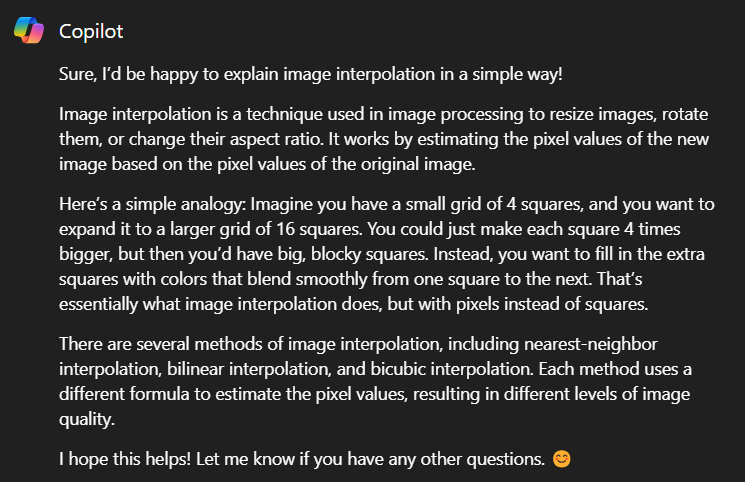 Copilot
Sure, I'd be happy to explain image interpolation in a simple way!
Image interpolation is a technique used in image processing to resize images, rotate
them, or change their aspect ratio. It works by estimating the pixel values of the new
image based on the pixel values of the original image.
Here's a simple analogy: Imagine you have a small grid of 4 squares, and you want to
expand it to a larger grid of 16 squares. You could just make each square 4 times
bigger, but then you'd have big, blocky squares. Instead, you want to fill in the extra
squares with colors that blend smoothly from one square to the next. That's
essentially what image interpolation does, but with pixels instead of squares.
There are several methods of image interpolation, including nearest-neighbor
interpolation, bilinear interpolation, and bicubic interpolation. Each method uses a
different formula to estimate the pixel values, resulting in different levels of image
quality.
I hope this helps! Let me know if you have any other questions. 😊